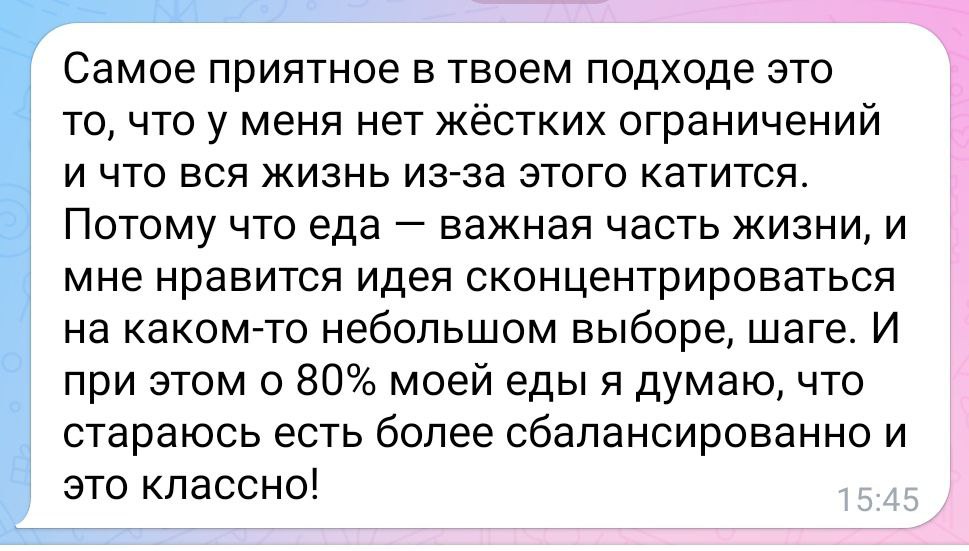 Самое приятное в твоем подходе это
то, что у меня нет жёстких ограничений
и что вся жизнь из-за этого катится.
Потому что еда — важная часть жизни, и
мне нравится идея сконцентрироваться
на каком-то небольшом выборе, шаге. И
при этом о 80% моей еды я думаю, что
стараюсь есть более сбалансированно и
это классно!
15:45